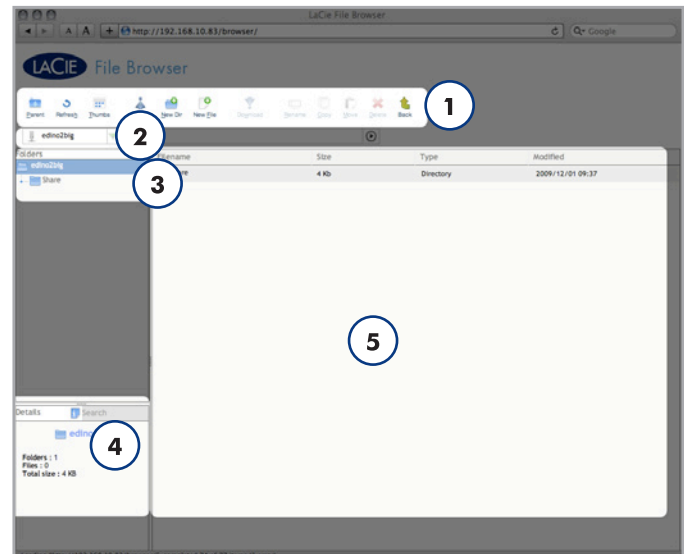 LaCie File Browser
A A + http://192.168.10.83/browser/ Q▾ Google
LACIE File Browser
Parent Refresh Thumbs New Dir New File Rename Copy Move Delete Back
1
edino2big
2
Folders
edino2big
Share
3
Filename Size Type Modified
4 Kb Directory 2009/12/01 09:37
5
Details Search
4
Folders : 1
Files : 0
Total size : 4 KB